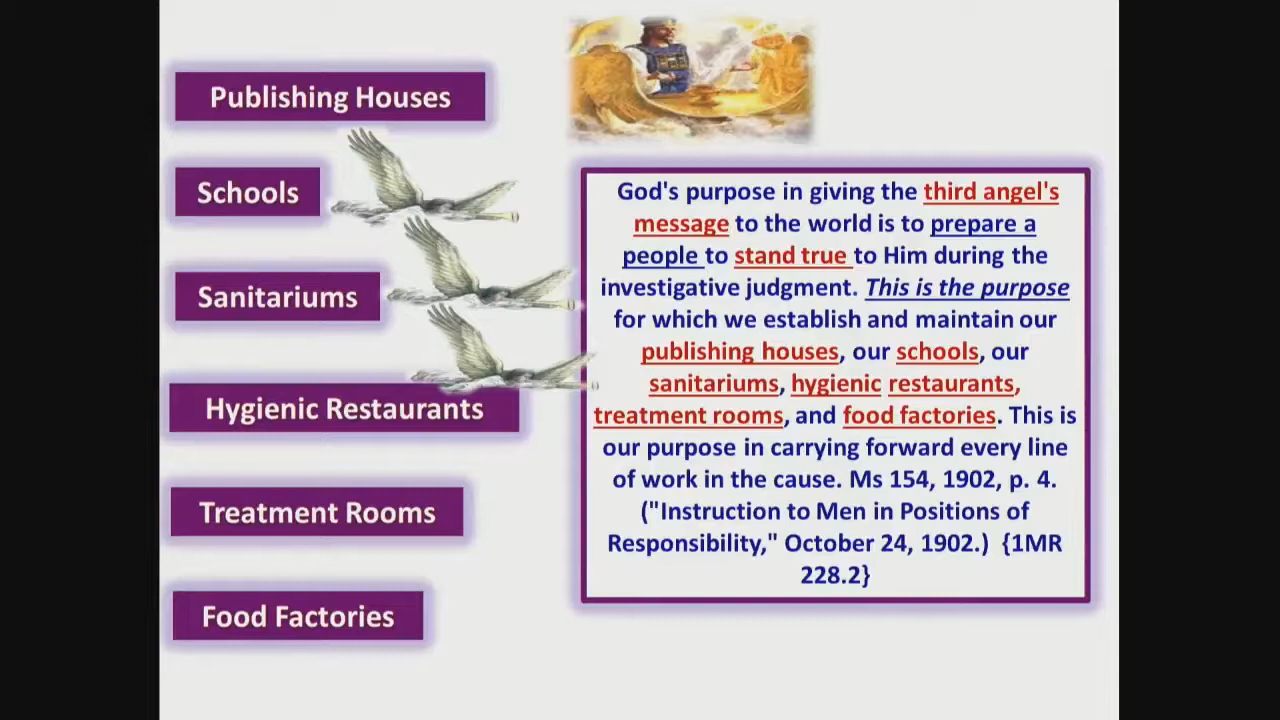 Publishing Houses
Schools
Sanitariums
Hygienic Restaurants
Treatment Rooms
Food Factories
God's purpose in giving the third angel's
message to the world is to prepare a
people to stand true to Him during the
investigative judgment. This is the purpose
for which we establish and maintain our
publishing houses, our schools, our
sanitariums, hygienic restaurants,
treatment rooms, and food factories. This is
our purpose in carrying forward every line
of work in the cause. Ms 154, 1902, p. 4.
("Instruction to Men in Positions of
Responsibility," October 24, 1902.) {1MR
228.2}